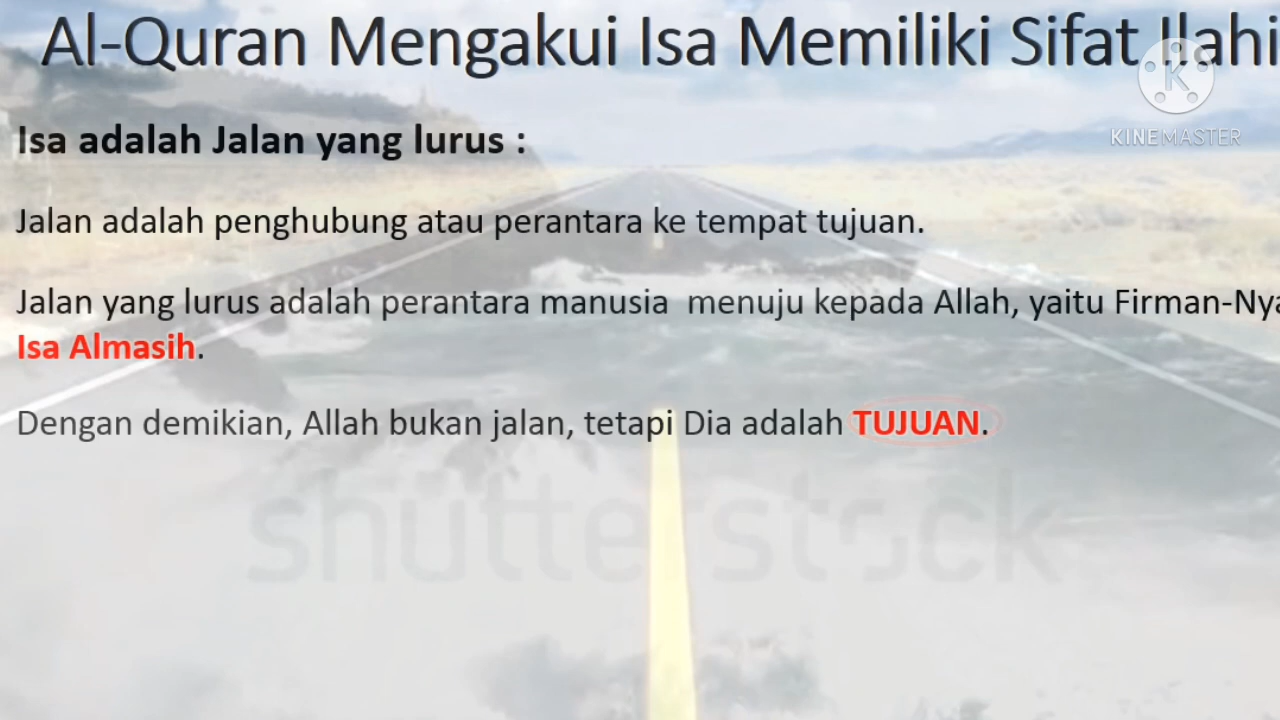 Al-Quran Mengakui Isa Memiliki Sifat Ilahi
KINEMASTER
Isa adalah Jalan yang lurus :
Jalan adalah penghubung atau perantara ke tempat tujuan.
Jalan yang lurus adalah perantara manusia menuju kepada Allah, yaitu Firman-Nya
Isa Almasih.
Dengan demikian, Allah bukan jalan, tetapi Dia adalah TUJUAN.
shutterstock